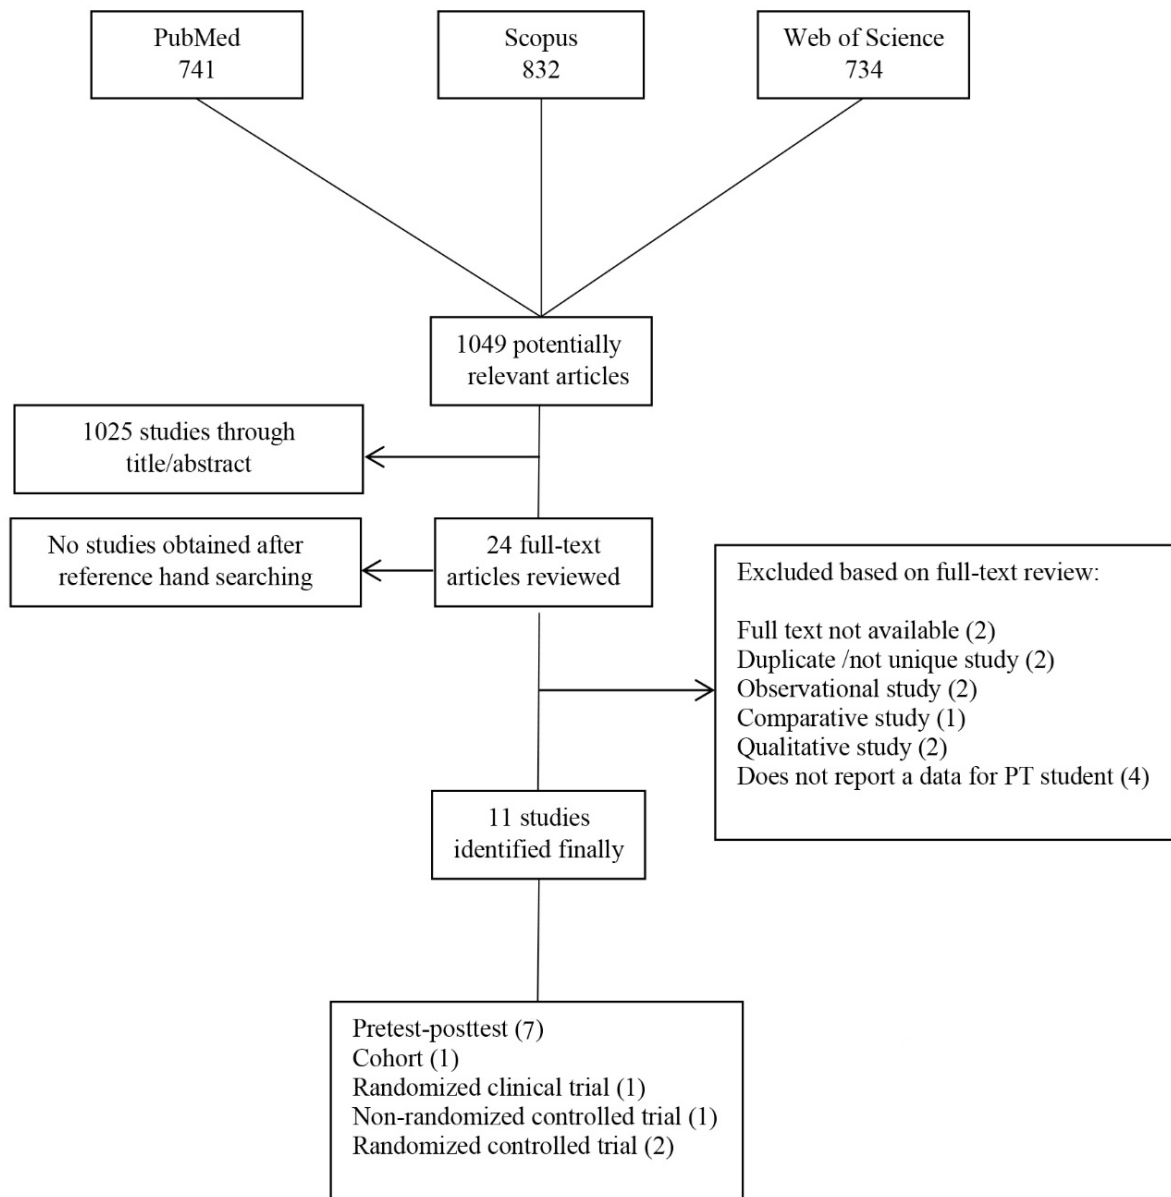 PubMed
741
Scopus
832
Web of Science
734
1049 potentially
relevant articles
1025 studies through
title/abstract
No studies obtained after
reference hand searching
24 full-text
articles reviewed
Excluded based on full-text review:
Full text not available (2)
Duplicate /not unique study (2)
Observational study (2)
Comparative study (1)
Qualitative study (2)
Does not report a data for PT student (4)
11 studies
identified finally
Pretest-posttest (7)
Cohort (1)
Randomized clinical trial (1)
Non-randomized controlled trial (1)
Randomized controlled trial (2)